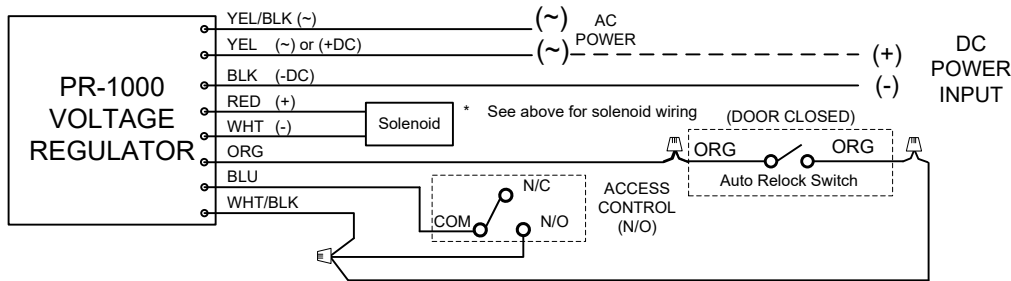 PR-1000
VOLTAGE
REGULATOR
YEL/BLK (~)
YEL (~) or (+DC)
BLK (-DC)
RED (+)
WHT (-)
ORG
BLU
WHT/BLK
(~)
(~)
AC
POWER
(+)
(-)
DC
POWER
INPUT
Solenoid
* See above for solenoid wiring
(DOOR CLOSED)
ORG
ORG
Auto Relock Switch
N/C
COM
N/O
ACCESS
CONTROL
(N/O)